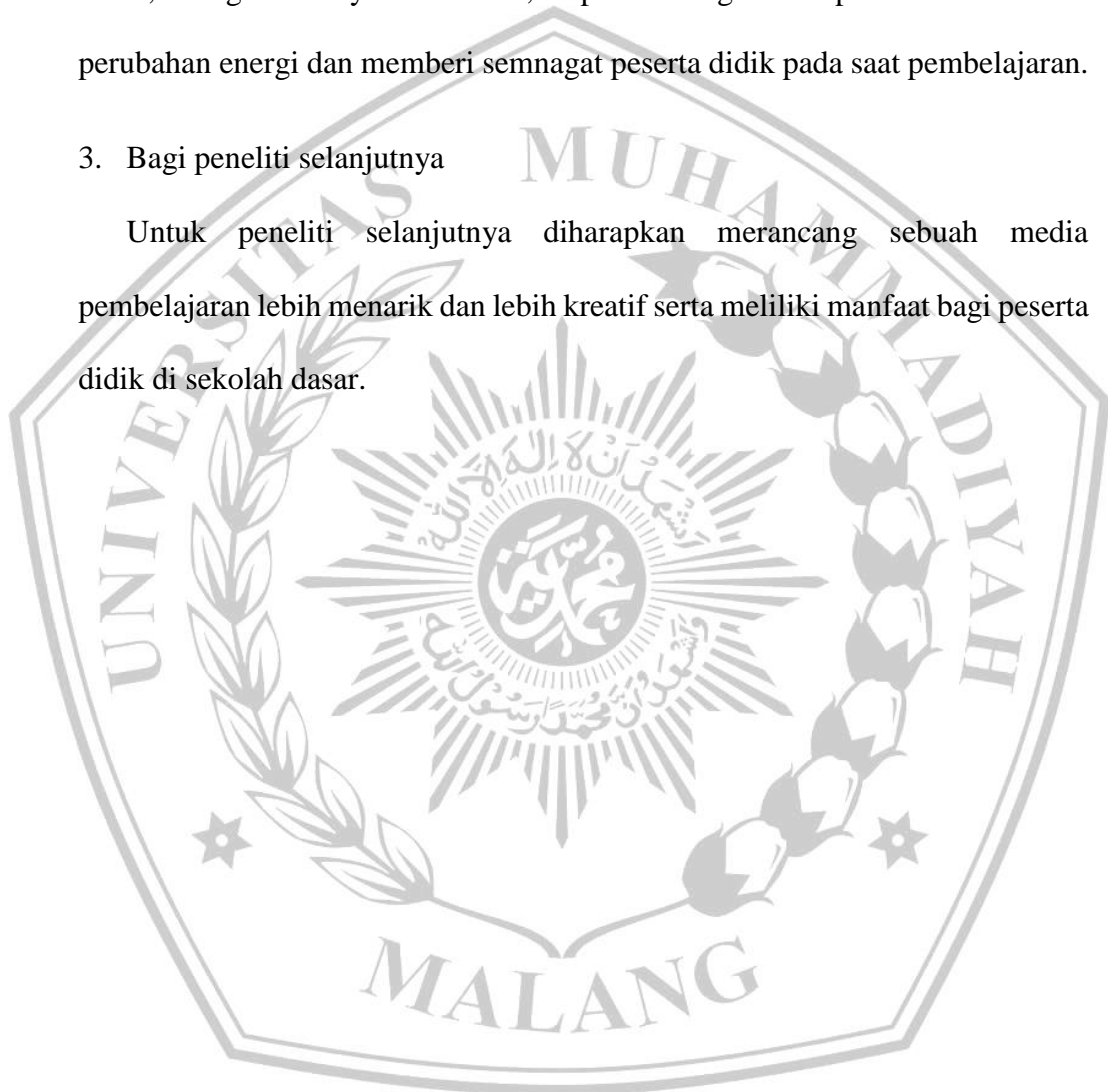 perubahan energi dan memberi semnagat peserta didik pada saat pembelajaran.
3. Bagi peneliti selanjutnya
Untuk peneliti selanjutnya diharapkan merancang sebuah media
pembelajaran lebih menarik dan lebih kreatif serta meliliki manfaat bagi peserta
didik di sekolah dasar.
UNIVERSITAS MUHAMMADIYAH
MALANG